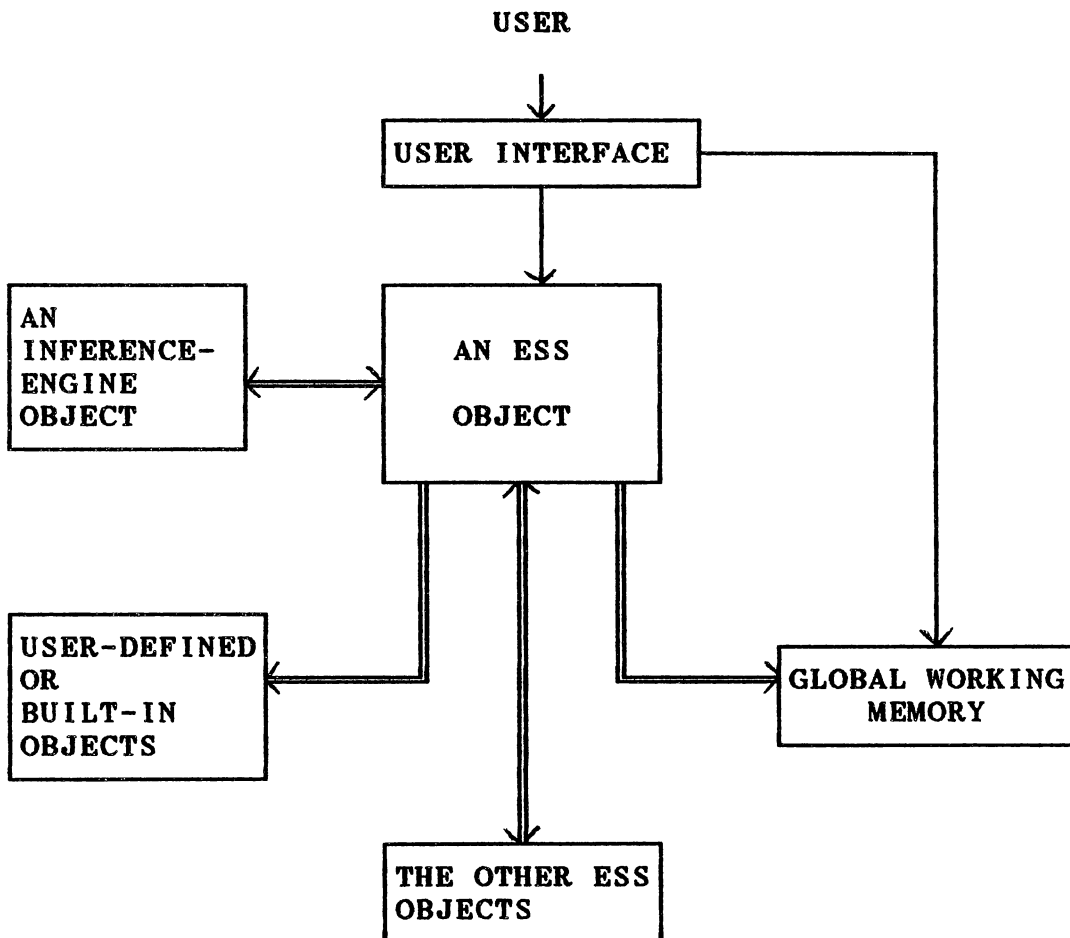 USER
USER INTERFACE
AN
INFERENCE-
ENGINE
OBJECT
AN ESS
OBJECT
USER-DEFINED
OR
BUILT-IN
OBJECTS
GLOBAL WORKING
MEMORY
THE OTHER ESS
OBJECTS